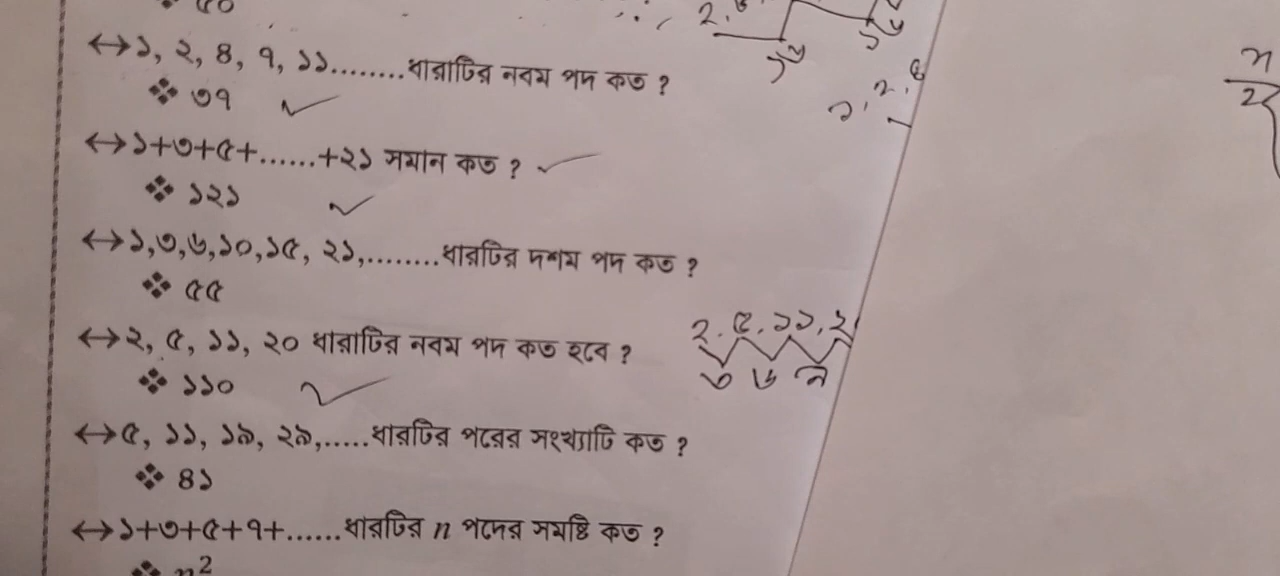 ❖ ৫০
↔১, ২, ৪, ৭, ১১........ধারাটির নবম পদ কত ?
❖ ৩৭
↔১+৩+৫+......+২১ সমান কত ?
❖ ১২১
↔১,৩,৬,১০,১৫, ২১,........ধারটির দশম পদ কত ?
❖ ৫৫
↔২, ৫, ১১, ২০ ধারাটির নবম পদ কত হবে ?
২. ৫. ১১. ২
৩ ৬ ৯
❖ ১১০
↔৫, ১১, ১৯, ২৯,.....ধারটির পরের সংখ্যাটি কত ?
❖ ৪১
↔১+৩+৫+৭+......ধারটির n পদের সমষ্টি কত ?
❖ n²